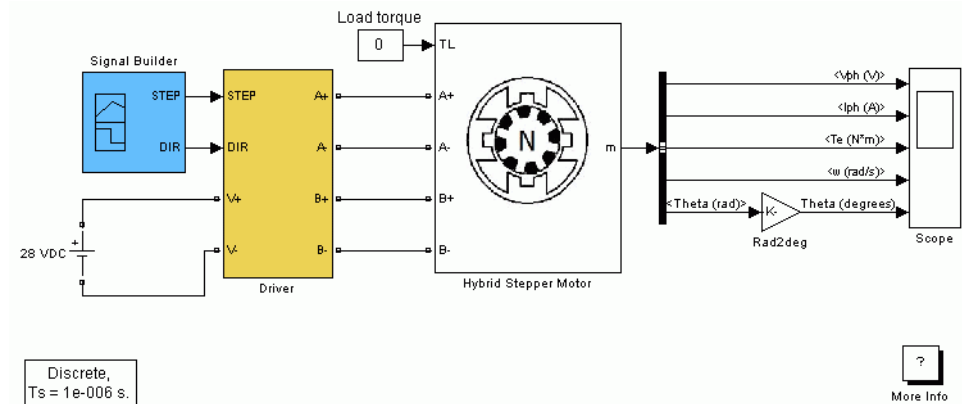 Load torque
0
TL
Signal Builder
STEP
DIR
STEP
DIR
V+
V-
A+
A-
B+
B-
Driver
28 VDC
+
A+
A-
B+
B-
N
m
Hybrid Stepper Motor
<Vph (V)>
<Iph (A)>
<Te (N*m)>
<w (rad/s)>
<Theta (rad)>
K-
Rad2deg
Theta (degrees)
Scope
Discrete,
Ts = 1e-006 s.
?
More Info